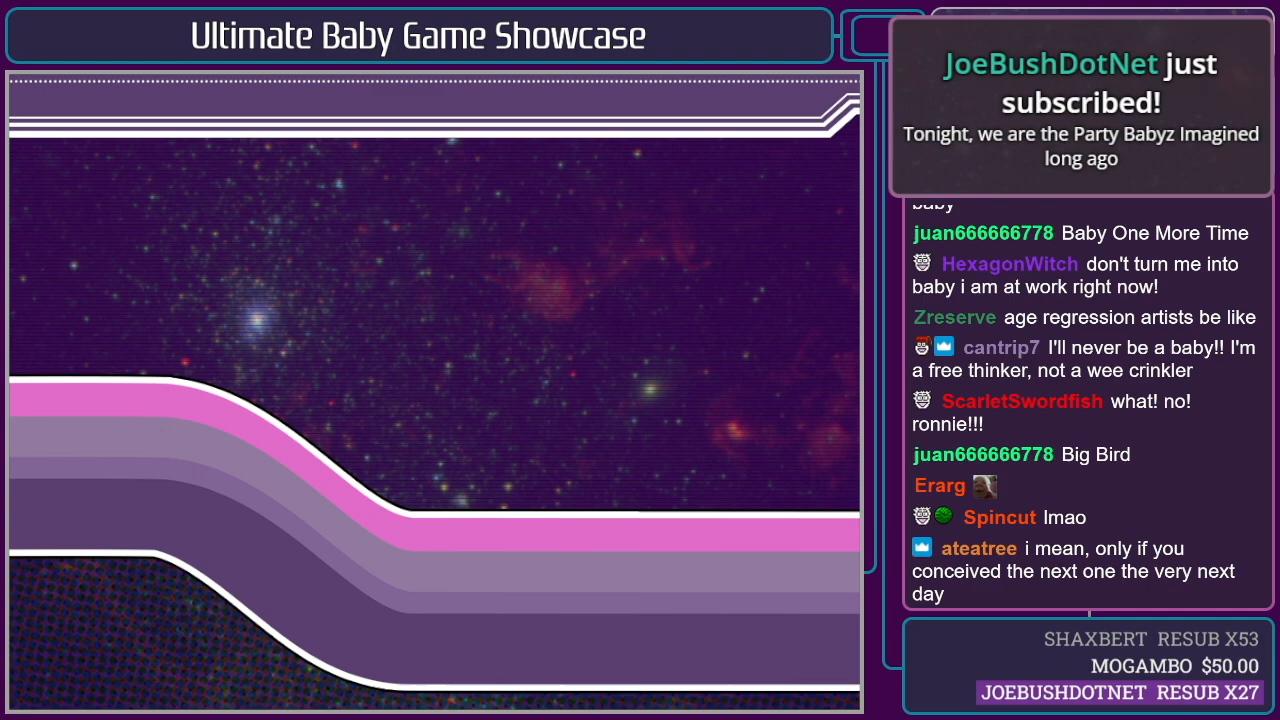 Ultimate Baby Game Showcase
JoeBushDotNet just
subscribed!
Tonight, we are the Party Babyz Imagined
long ago
baby
juan666666778 Baby One More Time
HexagonWitch don't turn me into
baby i am at work right now!
Zreserve age regression artists be like
cantrip7 I'll never be a baby!! I'm
a free thinker, not a wee crinkler
ScarletSwordfish what! no!
ronnie!!!
juan666666778 Big Bird
Erarg
Spincut lmao
ateatree i mean, only if you
conceived the next one the very next
day
SHAXBERT RESUB X53
MOGAMBO $50.00
JOEBUSHDOTNET RESUB X27